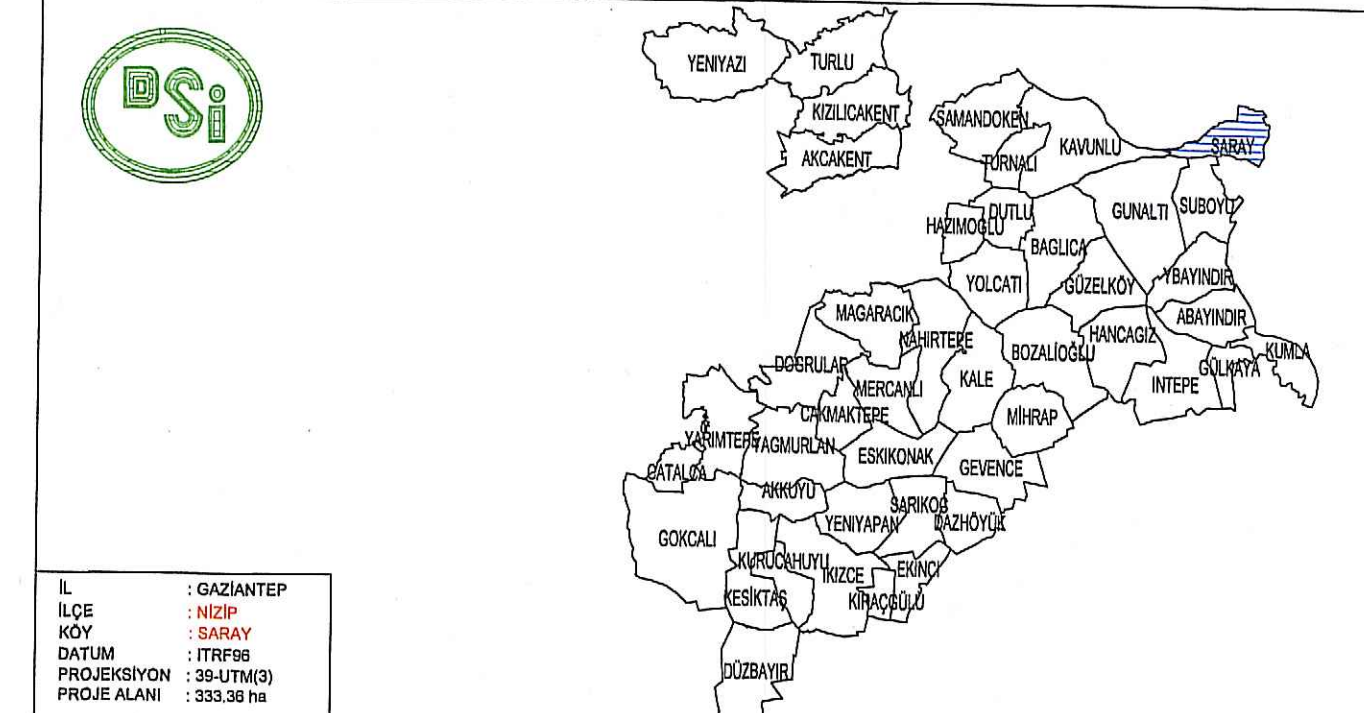 DSi
YENIYAZI
TURLU
KIZILICAKENT
AKCAKENT
SAMANDOKEN
TURNALI
KAVUNLU
SARAY
DUTLU
HAZIMOGLU
BAGLICA
GUNALTI
SUBOYU
YOLCATI
GÜZELKÖY
YBAYINDIR
MAGARACIK
NAHIRTEPE
BOZALİOĞLU
HANCAGIZ
ABAYINDIR
DOGRULAR
MERCANLI
KALE
INTEPE
GÜLKAYA
KUMLA
CAKMAKTEPE
MİHRAP
YARIMTEPE
YAGMURLAN
ESKIKONAK
GEVENCE
CATALCA
AKKUYU
YENIYAPAN
SARIKOC
DAZHÖYÜK
GOKCALI
KURUCAHUYU
IKIZCE
EKINCI
KESİKTAS
KIRAÇGÜLÜ
DÜZBAYIR
İL : GAZİANTEP
İLÇE : NİZİP
KÖY : SARAY
DATUM : ITRF96
PROJEKSİYON : 39-UTM(3)
PROJE ALANI : 333,36 ha